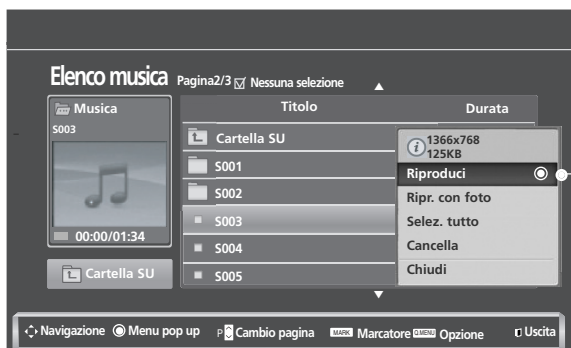 Elenco musica Pagina2/3 Nessuna selezione
Musica
S003
00:00/01:34
Cartella SU
Titolo Durata
Cartella SU
S001
S002
S003
S004
S005
1366x768
125KB
Riproduci
Ripr. con foto
Selez. tutto
Cancella
Chiudi
Navigazione Menu pop up P Cambio pagina MARK Marcatore Q.MENU Opzione Uscita